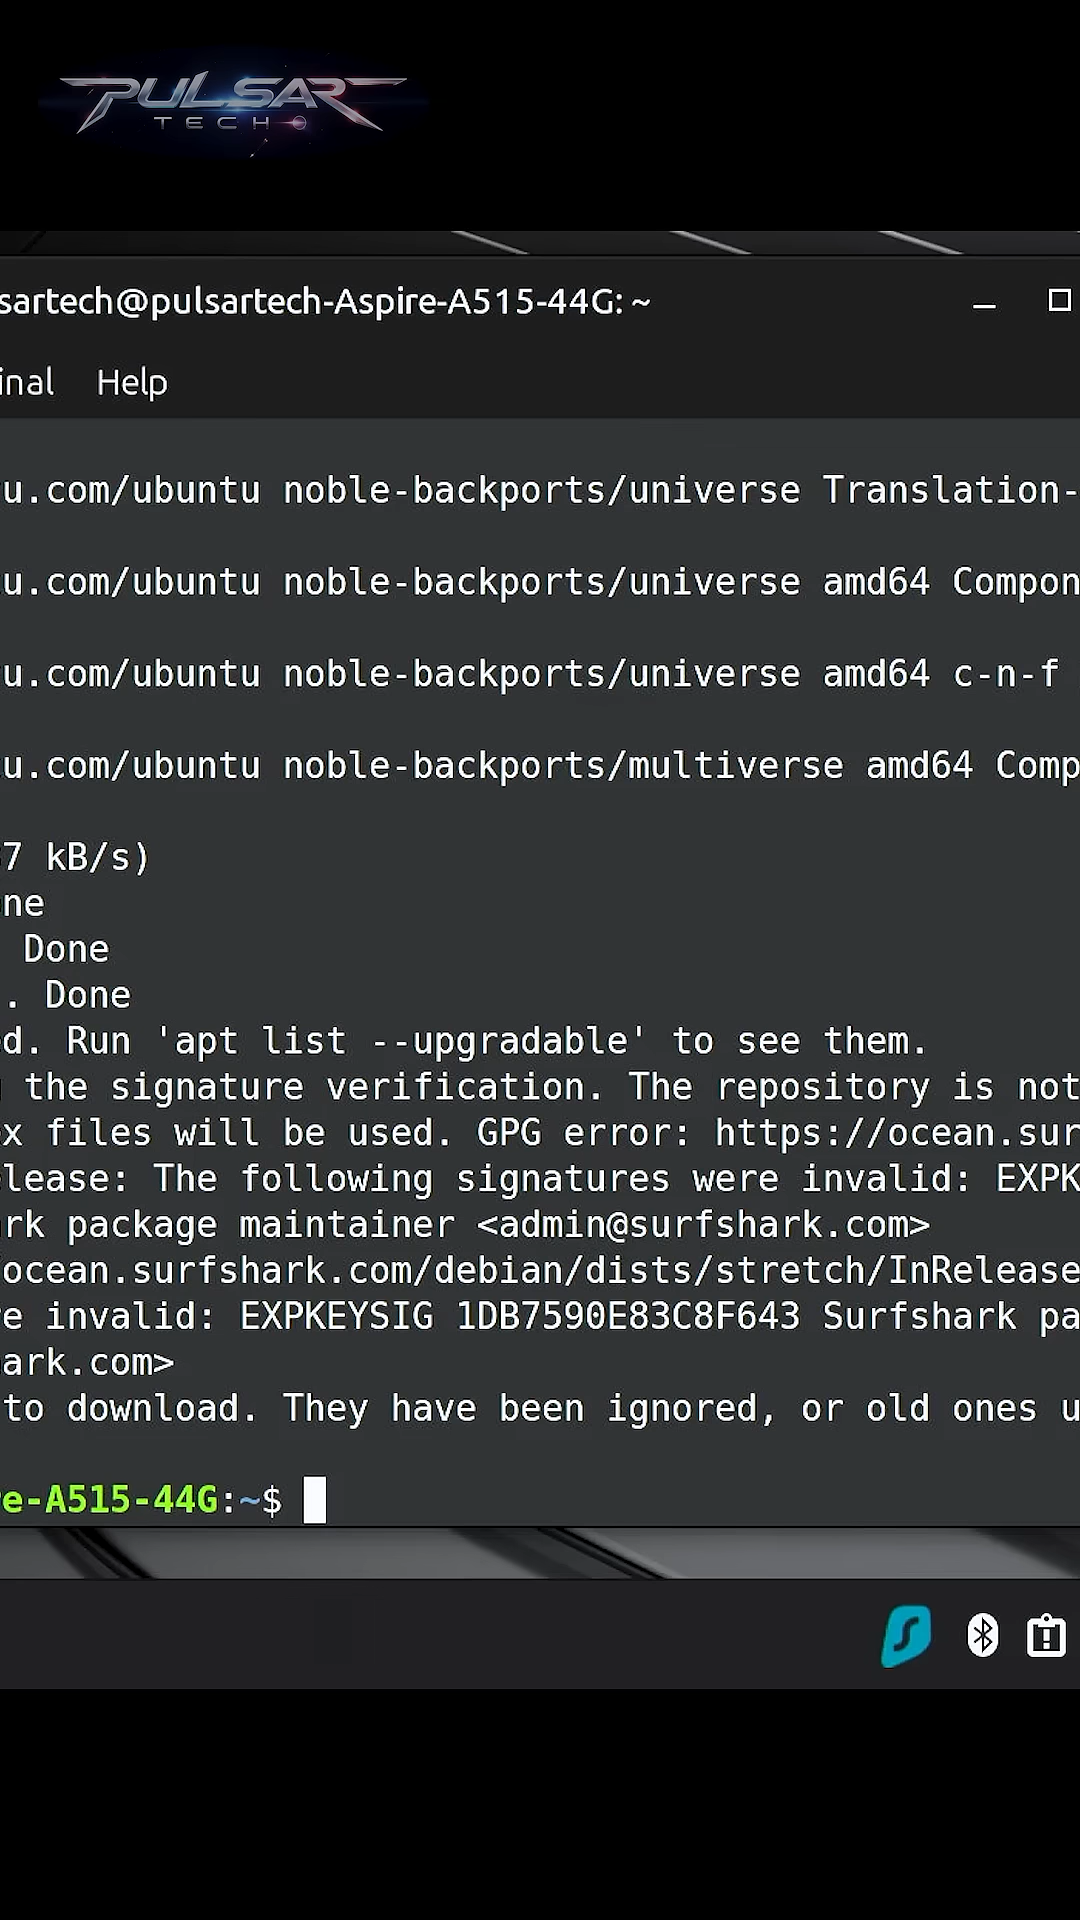 PULSAR
TECH
sartech@pulsartech-Aspire-A515-44G: ~
inal Help
u.com/ubuntu noble-backports/universe Translation-
u.com/ubuntu noble-backports/universe amd64 Compon
u.com/ubuntu noble-backports/universe amd64 c-n-f
u.com/ubuntu noble-backports/multiverse amd64 Comp
7 kB/s)
ne
Done
. Done
d. Run 'apt list --upgradable' to see them.
the signature verification. The repository is not
x files will be used. GPG error: https://ocean.sur
lease: The following signatures were invalid: EXPK
rk package maintainer <admin@surfshark.com>
ocean.surfshark.com/debian/dists/stretch/InRelease
e invalid: EXPKEYSIG 1DB7590E83C8F643 Surfshark pa
ark.com>
to download. They have been ignored, or old ones u
e-A515-44G:~$